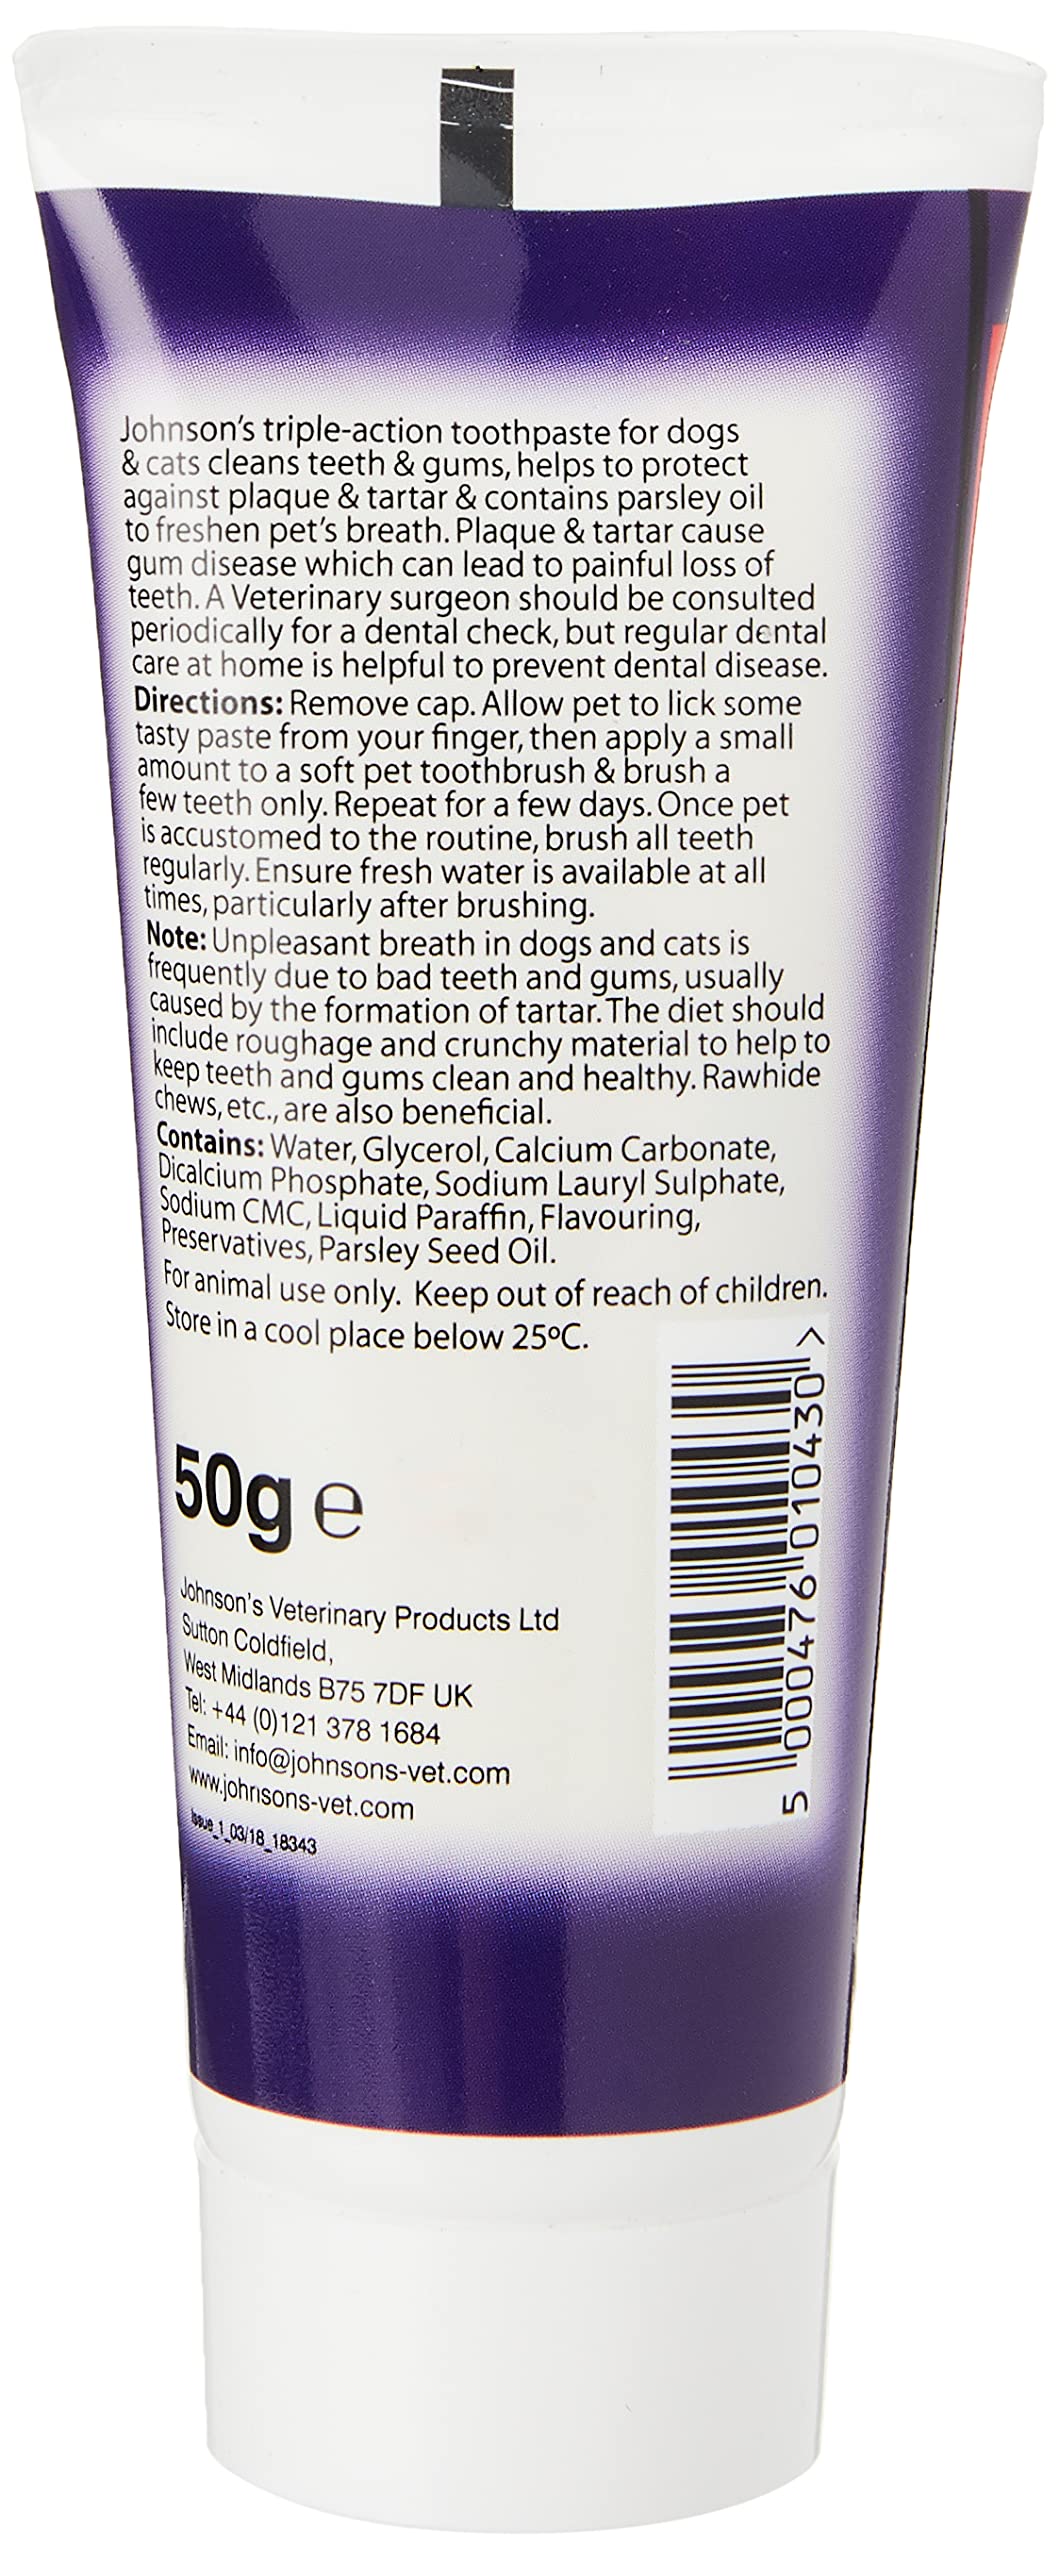 Johnson's triple-action toothpaste for dogs
& cats cleans teeth & gums, helps to protect
against plaque & tartar & contains parsley oil
to freshen pet's breath. Plaque & tartar cause
gum disease which can lead to painful loss of
teeth. A Veterinary surgeon should be consulted
periodically for a dental check, but regular dental
care at home is helpful to prevent dental disease.
Directions: Remove cap. Allow pet to lick some
tasty paste from your finger, then apply a small
amount to a soft pet toothbrush & brush a
few teeth only. Repeat for a few days. Once pet
is accustomed to the routine, brush all teeth
regularly. Ensure fresh water is available at all
times, particularly after brushing.
Note: Unpleasant breath in dogs and cats is
frequently due to bad teeth and gums, usually
caused by the formation of tartar. The diet should
include roughage and crunchy material to help to
keep teeth and gums clean and healthy. Rawhide
chews, etc., are also beneficial.
Contains: Water, Glycerol, Calcium Carbonate,
Dicalcium Phosphate, Sodium Lauryl Sulphate,
Sodium CMC, Liquid Paraffin, Flavouring,
Preservatives, Parsley Seed Oil.
For animal use only. Keep out of reach of children.
Store in a cool place below 25ºC.
50g e
Johnson's Veterinary Products Ltd
Sutton Coldfield,
West Midlands B75 7DF UK
Tel: +44 (0)121 378 1684
Email: info@johnsons-vet.com
www.johnsons-vet.com
Issue_1_03/18_18343
5 000476 010430 >